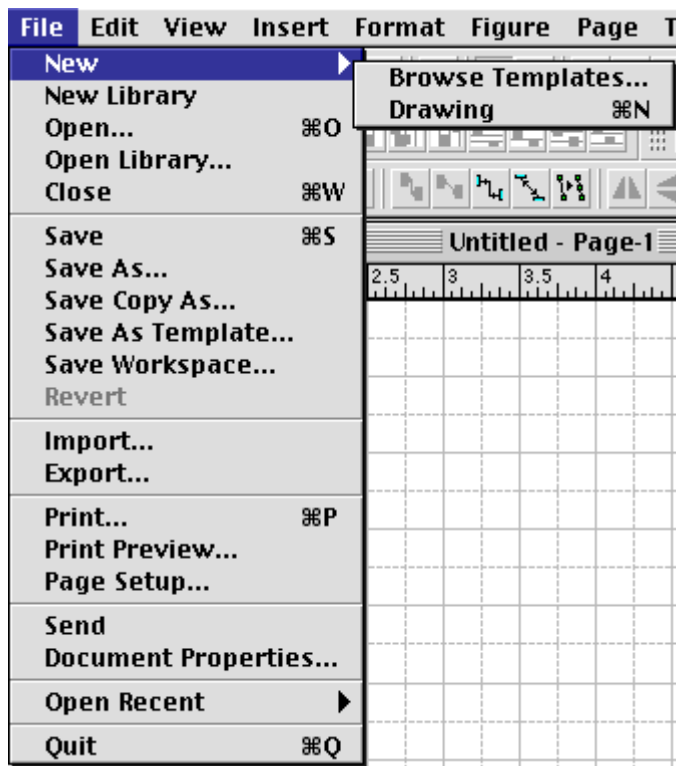 File Edit View Insert Format Figure Page T
New
Browse Templates...
Drawing ⌘N
New Library
Open... ⌘O
Open Library...
Close ⌘W
Save ⌘S
Save As...
Save Copy As...
Save As Template...
Save Workspace...
Revert
Import...
Export...
Print... ⌘P
Print Preview...
Page Setup...
Send
Document Properties...
Open Recent
Quit ⌘Q
Untitled - Page-1
2.5 3 3.5 4